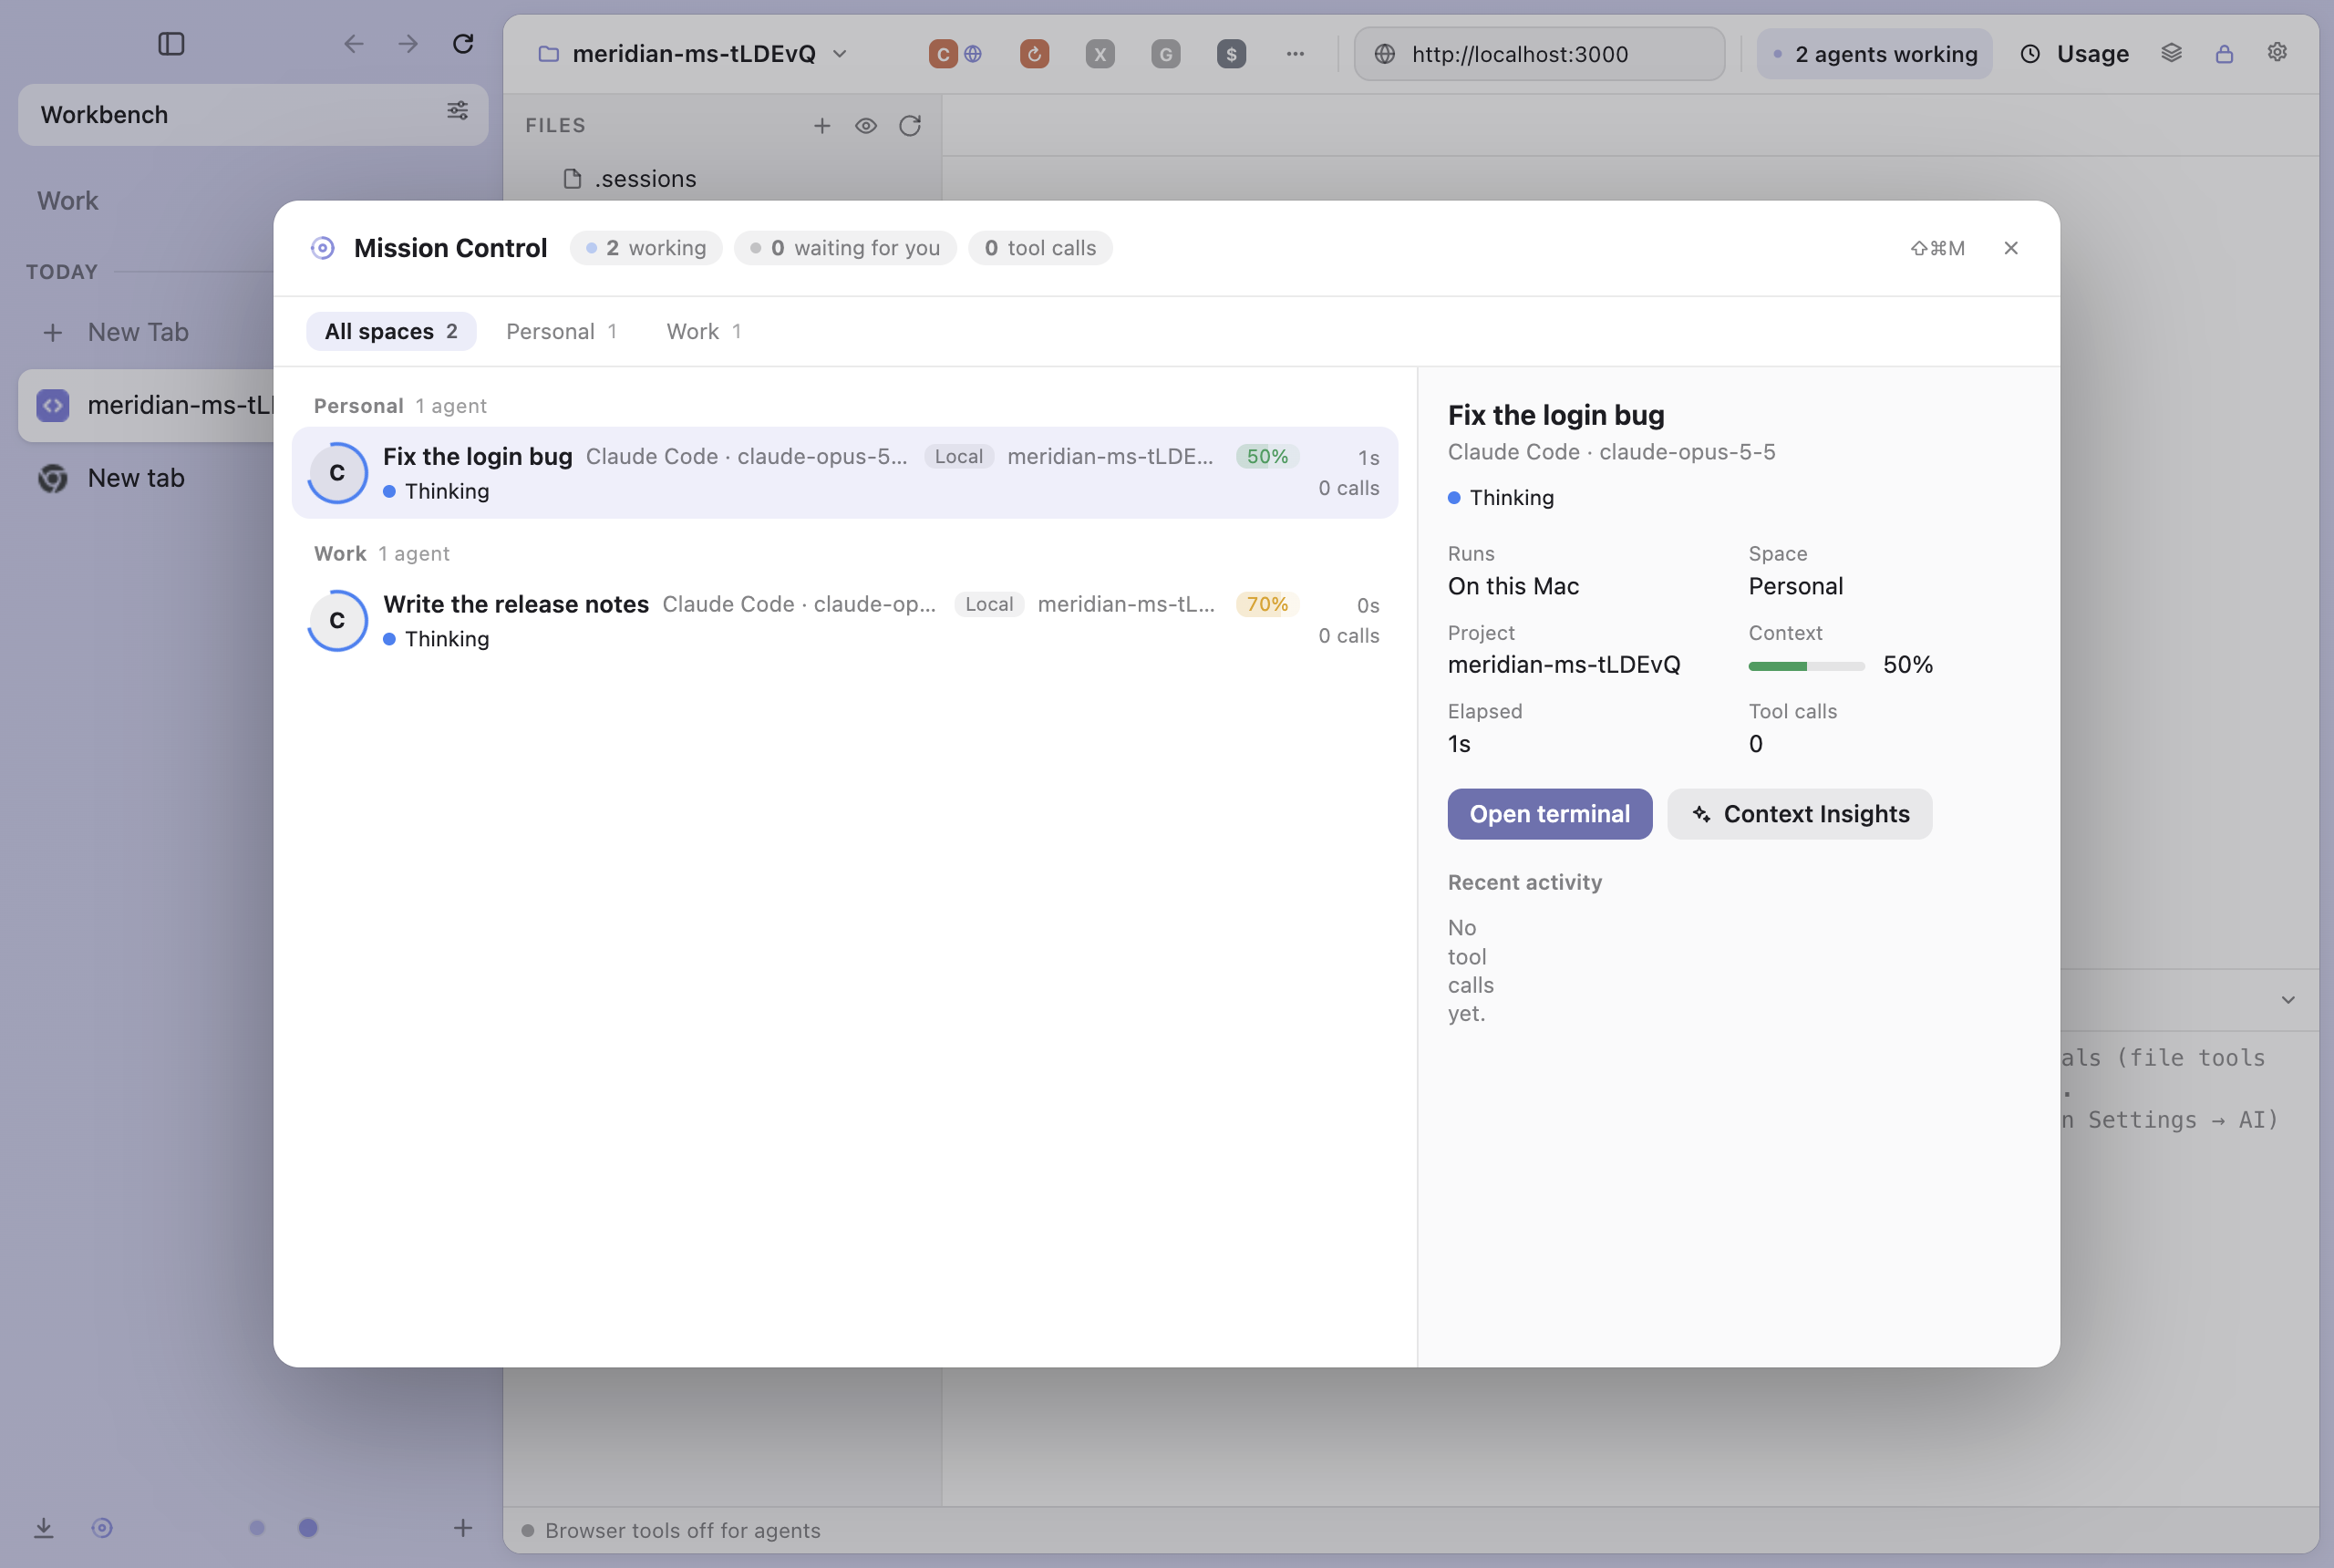 meridian-ms-tLDEvQ
C
X
G
$
http://localhost:3000
2 agents working
Usage
Workbench
FILES
.sessions
Work
TODAY
New Tab
meridian-ms-tL
New tab
Mission Control
2 working
0 waiting for you
0 tool calls
⇧⌘M
All spaces 2
Personal 1
Work 1
Personal 1 agent
C
Fix the login bug Claude Code · claude-opus-5... Local meridian-ms-tLDE... 50% 1s
Thinking 0 calls
Work 1 agent
C
Write the release notes Claude Code · claude-op... Local meridian-ms-tL... 70% 0s
Thinking 0 calls
Fix the login bug
Claude Code · claude-opus-5-5
Thinking
Runs Space
On this Mac Personal
Project Context
meridian-ms-tLDEvQ 50%
Elapsed Tool calls
1s 0
Open terminal Context Insights
Recent activity
No
tool
calls
yet.
als (file tools
.
n Settings → AI)
Browser tools off for agents